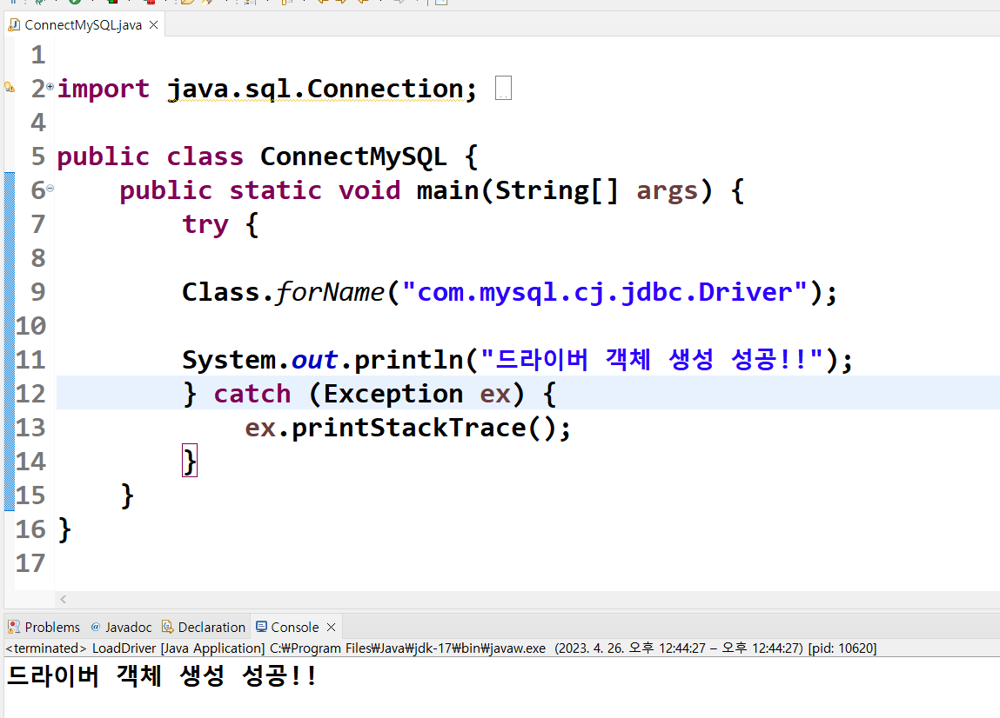 ConnectMySQL.java
1
2 import java.sql.Connection;
4
5 public class ConnectMySQL {
6 public static void main(String[] args) {
7 try {
8
9 Class.forName("com.mysql.cj.jdbc.Driver");
10
11 System.out.println("드라이버 객체 생성 성공!!");
12 } catch (Exception ex) {
13 ex.printStackTrace();
14 }
15 }
16 }
17
Problems @ Javadoc Declaration Console
<terminated> LoadDriver [Java Application] C:₩Program Files₩Java₩jdk-17₩bin₩javaw.exe (2023. 4. 26. 오후 12:44:27 – 오후 12:44:27) [pid: 10620]
드라이버 객체 생성 성공!!